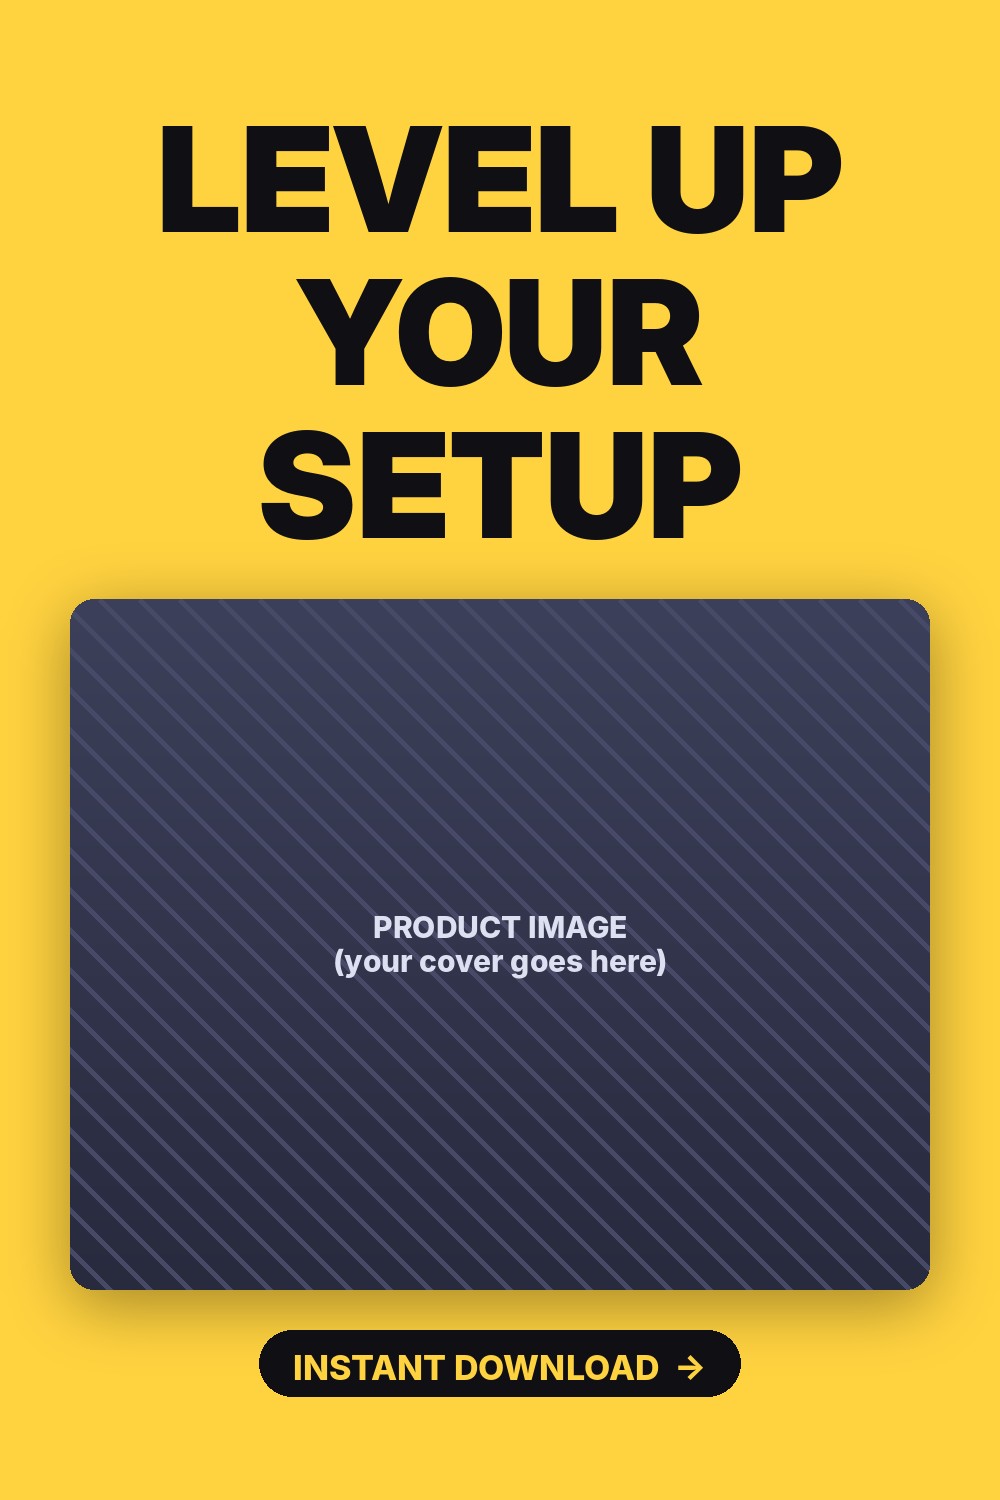 LEVEL UP
YOUR
SETUP
PRODUCT IMAGE
(your cover goes here)
INSTANT DOWNLOAD →